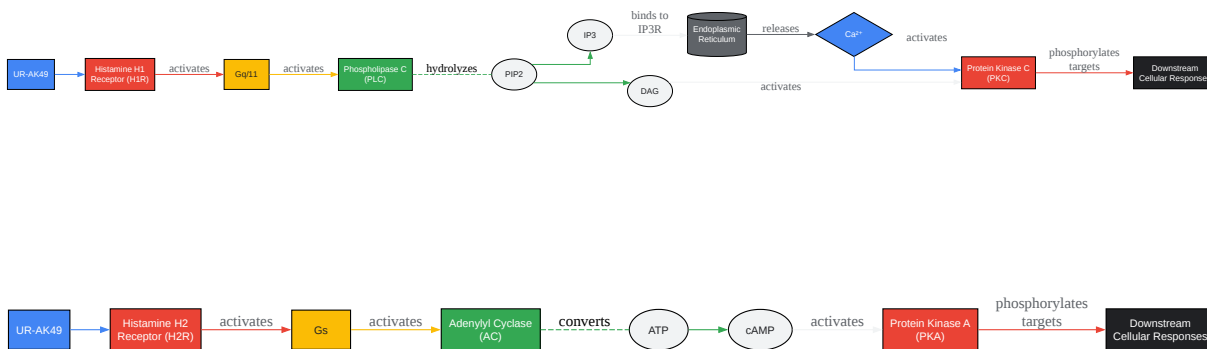 UR-AK49
Histamine H1
Receptor (H1R)
activates
Gq/11
activates
Phospholipase C
(PLC)
hydrolyzes
PIP2
IP3
binds to
IP3R
Endoplasmic
Reticulum
releases
Ca²⁺
activates
DAG
activates
Protein Kinase C
(PKC)
phosphorylates
targets
Downstream
Cellular Responses
UR-AK49
Histamine H2
Receptor (H2R)
activates
Gs
activates
Adenylyl Cyclase
(AC)
converts
ATP
cAMP
activates
Protein Kinase A
(PKA)
phosphorylates
targets
Downstream
Cellular Responses